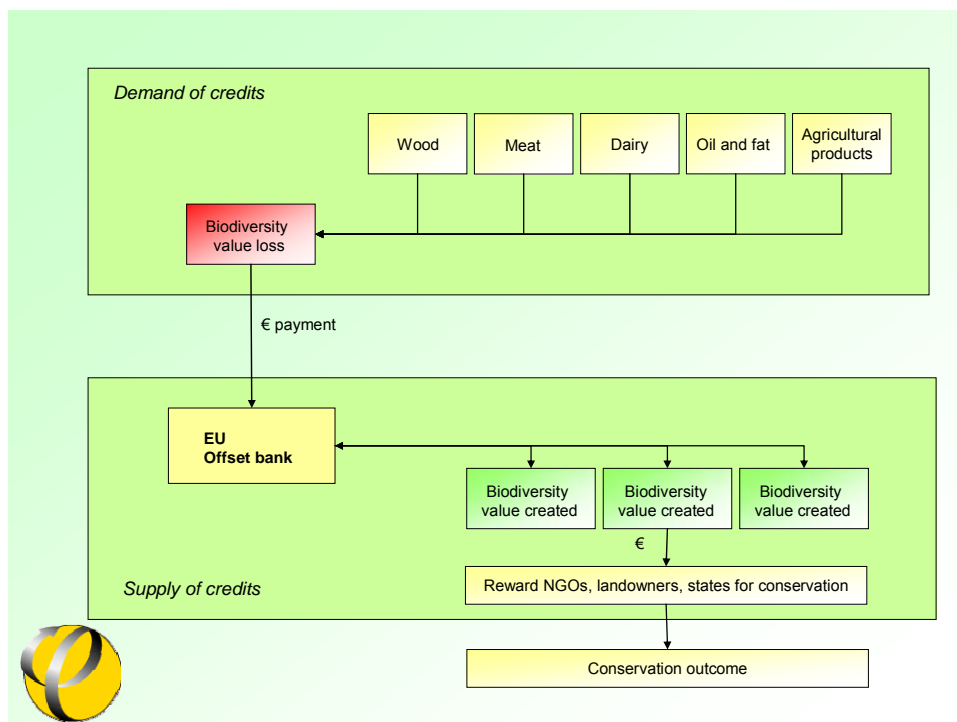 Demand of credits
Wood
Meat
Dairy
Oil and fat
Agricultural
products
Biodiversity
value loss
€ payment
EU
Offset bank
Biodiversity
value created
Biodiversity
value created
Biodiversity
value created
€
Reward NGOs, landowners, states for conservation
Supply of credits
Conservation outcome